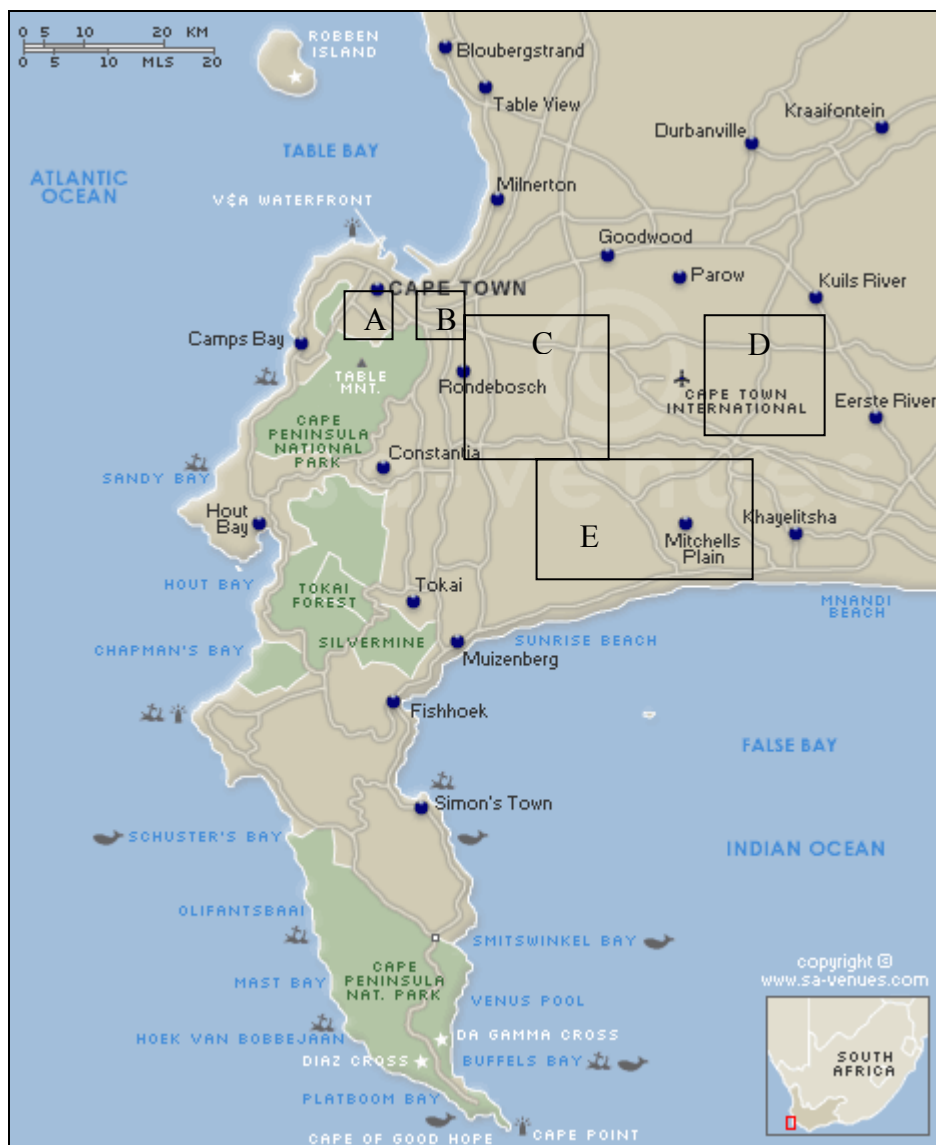 0 5 10 20 KM
0 5 10 MLS 20
ROBBEN
ISLAND
Bloubergstrand
Table View
Kraaifontein
Durbanville
TABLE BAY
ATLANTIC
OCEAN
Milnerton
V&A WATERFRONT
Goodwood
Parow
Kuils River
CAPE TOWN
A
B
C
D
Camps Bay
TABLE
MNT.
Rondebosch
CAPE TOWN
INTERNATIONAL
Eerste River
CAPE
PENINSULA
NATIONAL
PARK
Constantia
sa-venues
SANDY BAY
Hout
Bay
Khayelitsha
E
Mitchells
Plain
HOUT BAY
TOKAI
FOREST
Tokai
MNANDI
BEACH
SILVERMINE
SUNRISE BEACH
CHAPMAN'S BAY
Muizenberg
Fishhoek
FALSE BAY
Simon's Town
SCHUSTER'S BAY
INDIAN OCEAN
OLIFANTSBAAI
SMITSWINKEL BAY
CAPE
PENINSULA
NAT. PARK
MAST BAY
VENUS POOL
copyright ©
www.sa-venues.com
HOEK VAN BOBBEJAAN
DA GAMMA CROSS
DIAZ CROSS
BUFFELS BAY
SOUTH
AFRICA
PLATBOOM BAY
CAPE OF GOOD HOPE
CAPE POINT